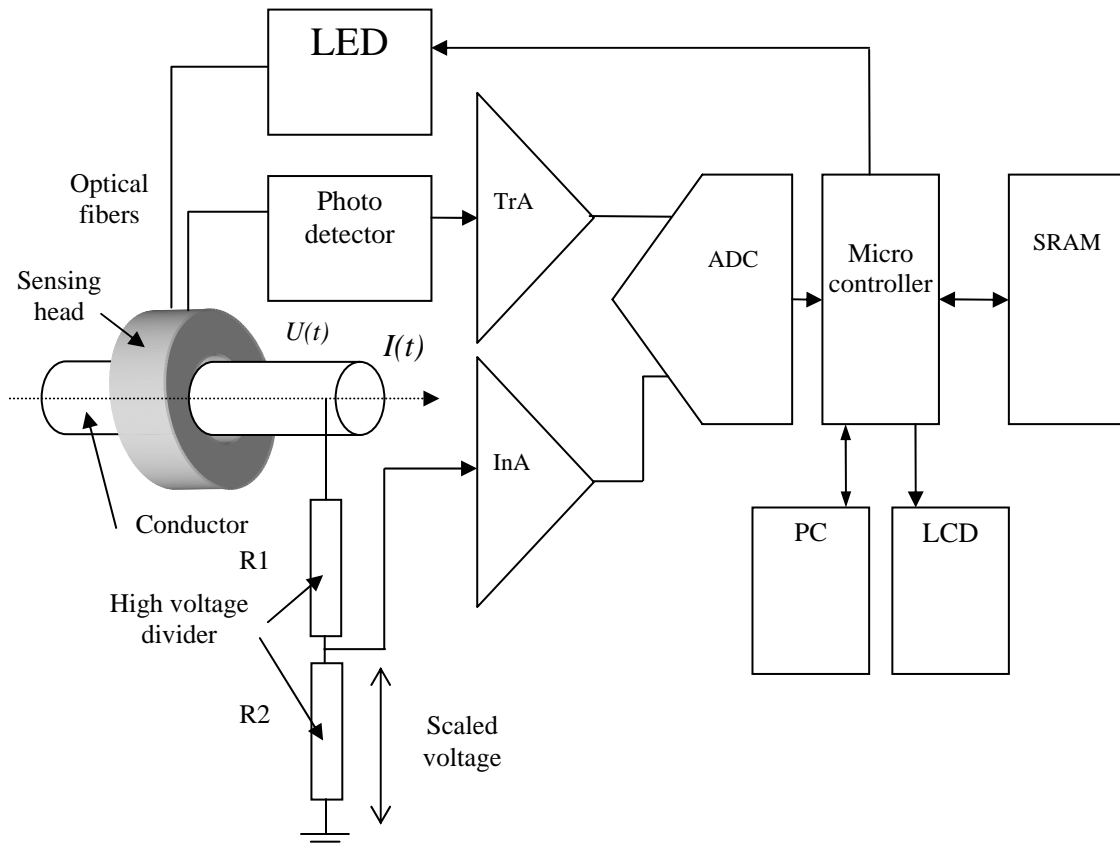 LED
Optical
fibers
Photo
detector
TrA
ADC
Micro
controller
SRAM
Sensing
head
U(t)
I(t)
InA
Conductor
R1
PC
LCD
High voltage
divider
R2
Scaled
voltage